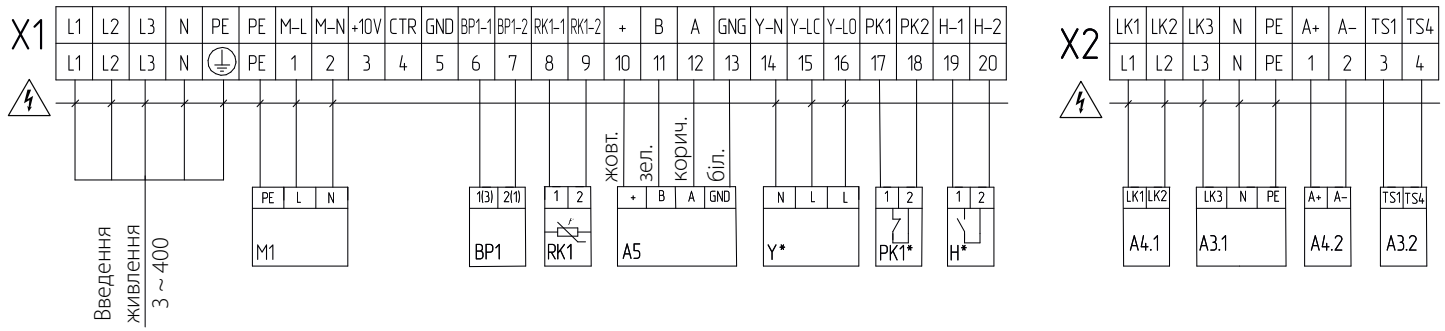 X1 L1 L2 L3 N PE PE M-L M-N +10V CTR GND BP1-1 BP1-2 RK1-1 RK1-2 + B A GNG Y-N Y-LC Y-LO PK1 PK2 H-1 H-2
L1 L2 L3 N PE 1 2 3 4 5 6 7 8 9 10 11 12 13 14 15 16 17 18 19 20
X2 LK1 LK2 LK3 N PE A+ A- TS1 TS4
L1 L2 L3 N PE 1 2 3 4
жовт.
зел.
корич.
біл.
PE L N
M1
1(3) 2(1)
BP1
1 2
RK1
+ B A GND
A5
N L L
Y*
1 2
PK1*
1 2
H*
LK1 LK2
A4.1
LK3 N PE
A3.1
A+ A-
A4.2
TS1 TS4
A3.2
Введення
живлення
3 ~ 400